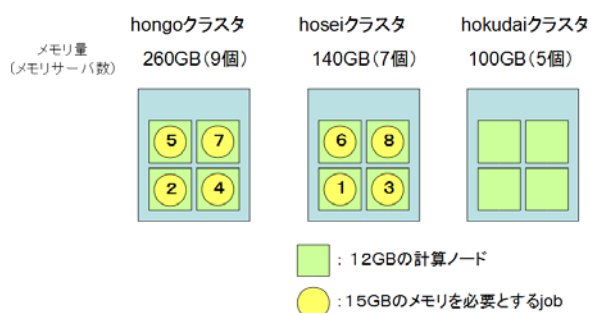 hongoクラスタ hoseiクラスタ hokudaiクラスタ
メモリ量
(メモリサーバ数)
260GB(9個) 140GB(7個) 100GB(5個)
5 7 6 8
2 4 1 3
: 12GBの計算ノード
:15GBのメモリを必要とするjob